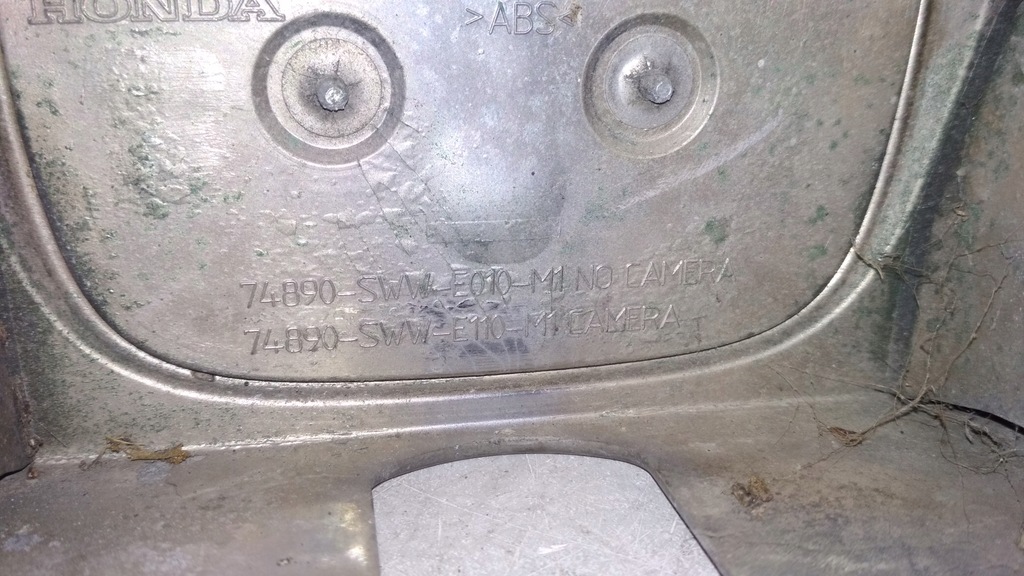 HONDA
>ABS<
74890-SWW-E010-M1 NO CAMERA
74890-SWW-E110-M1 CAMERA